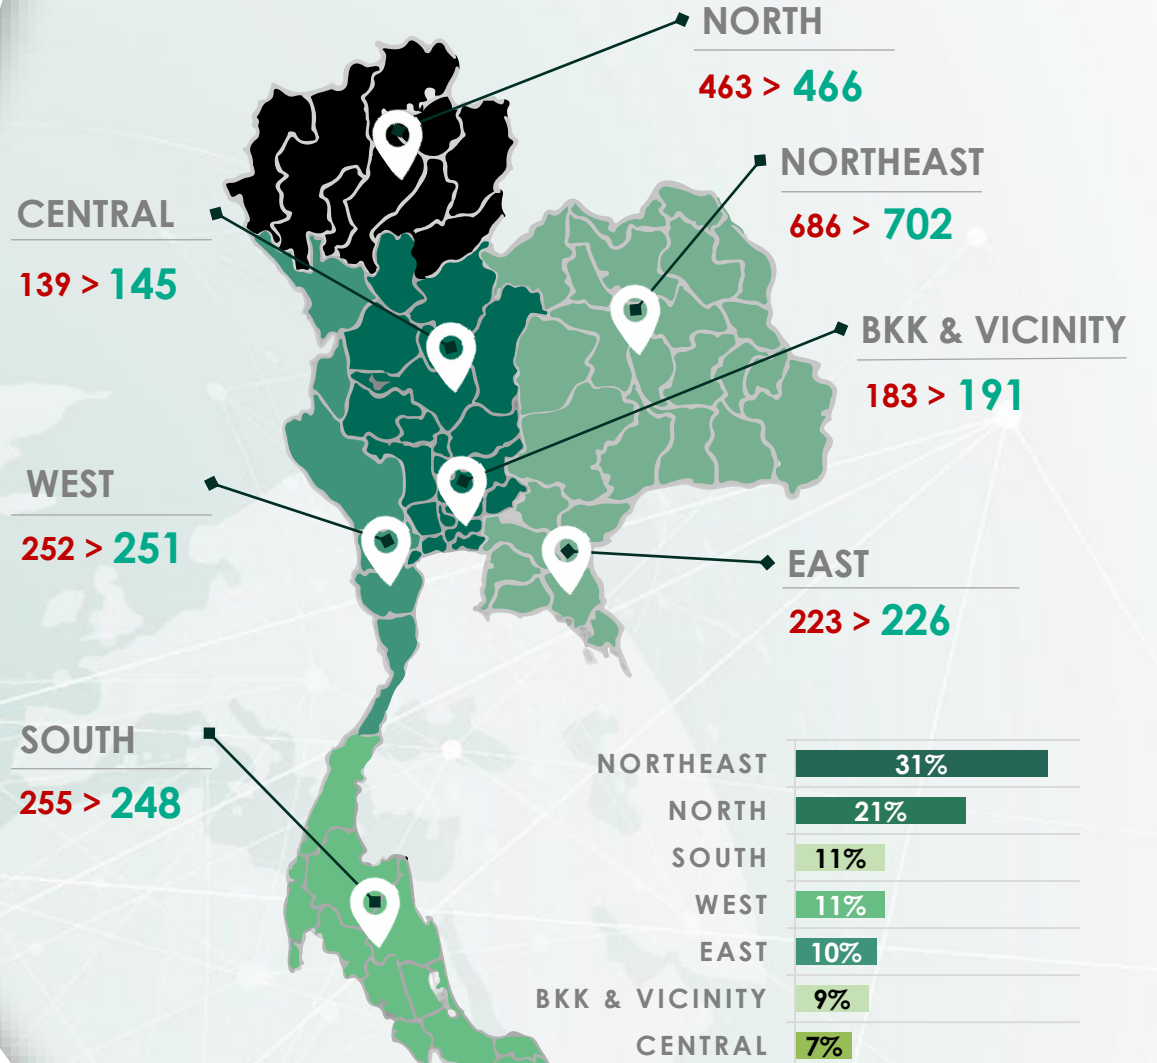 NORTH
463 > 466
NORTHEAST
686 > 702
CENTRAL
139 > 145
BKK & VICINITY
183 > 191
WEST
252 > 251
EAST
223 > 226
SOUTH
255 > 248
NORTHEAST 31%
NORTH 21%
SOUTH 11%
WEST 11%
EAST 10%
BKK & VICINITY 9%
CENTRAL 7%